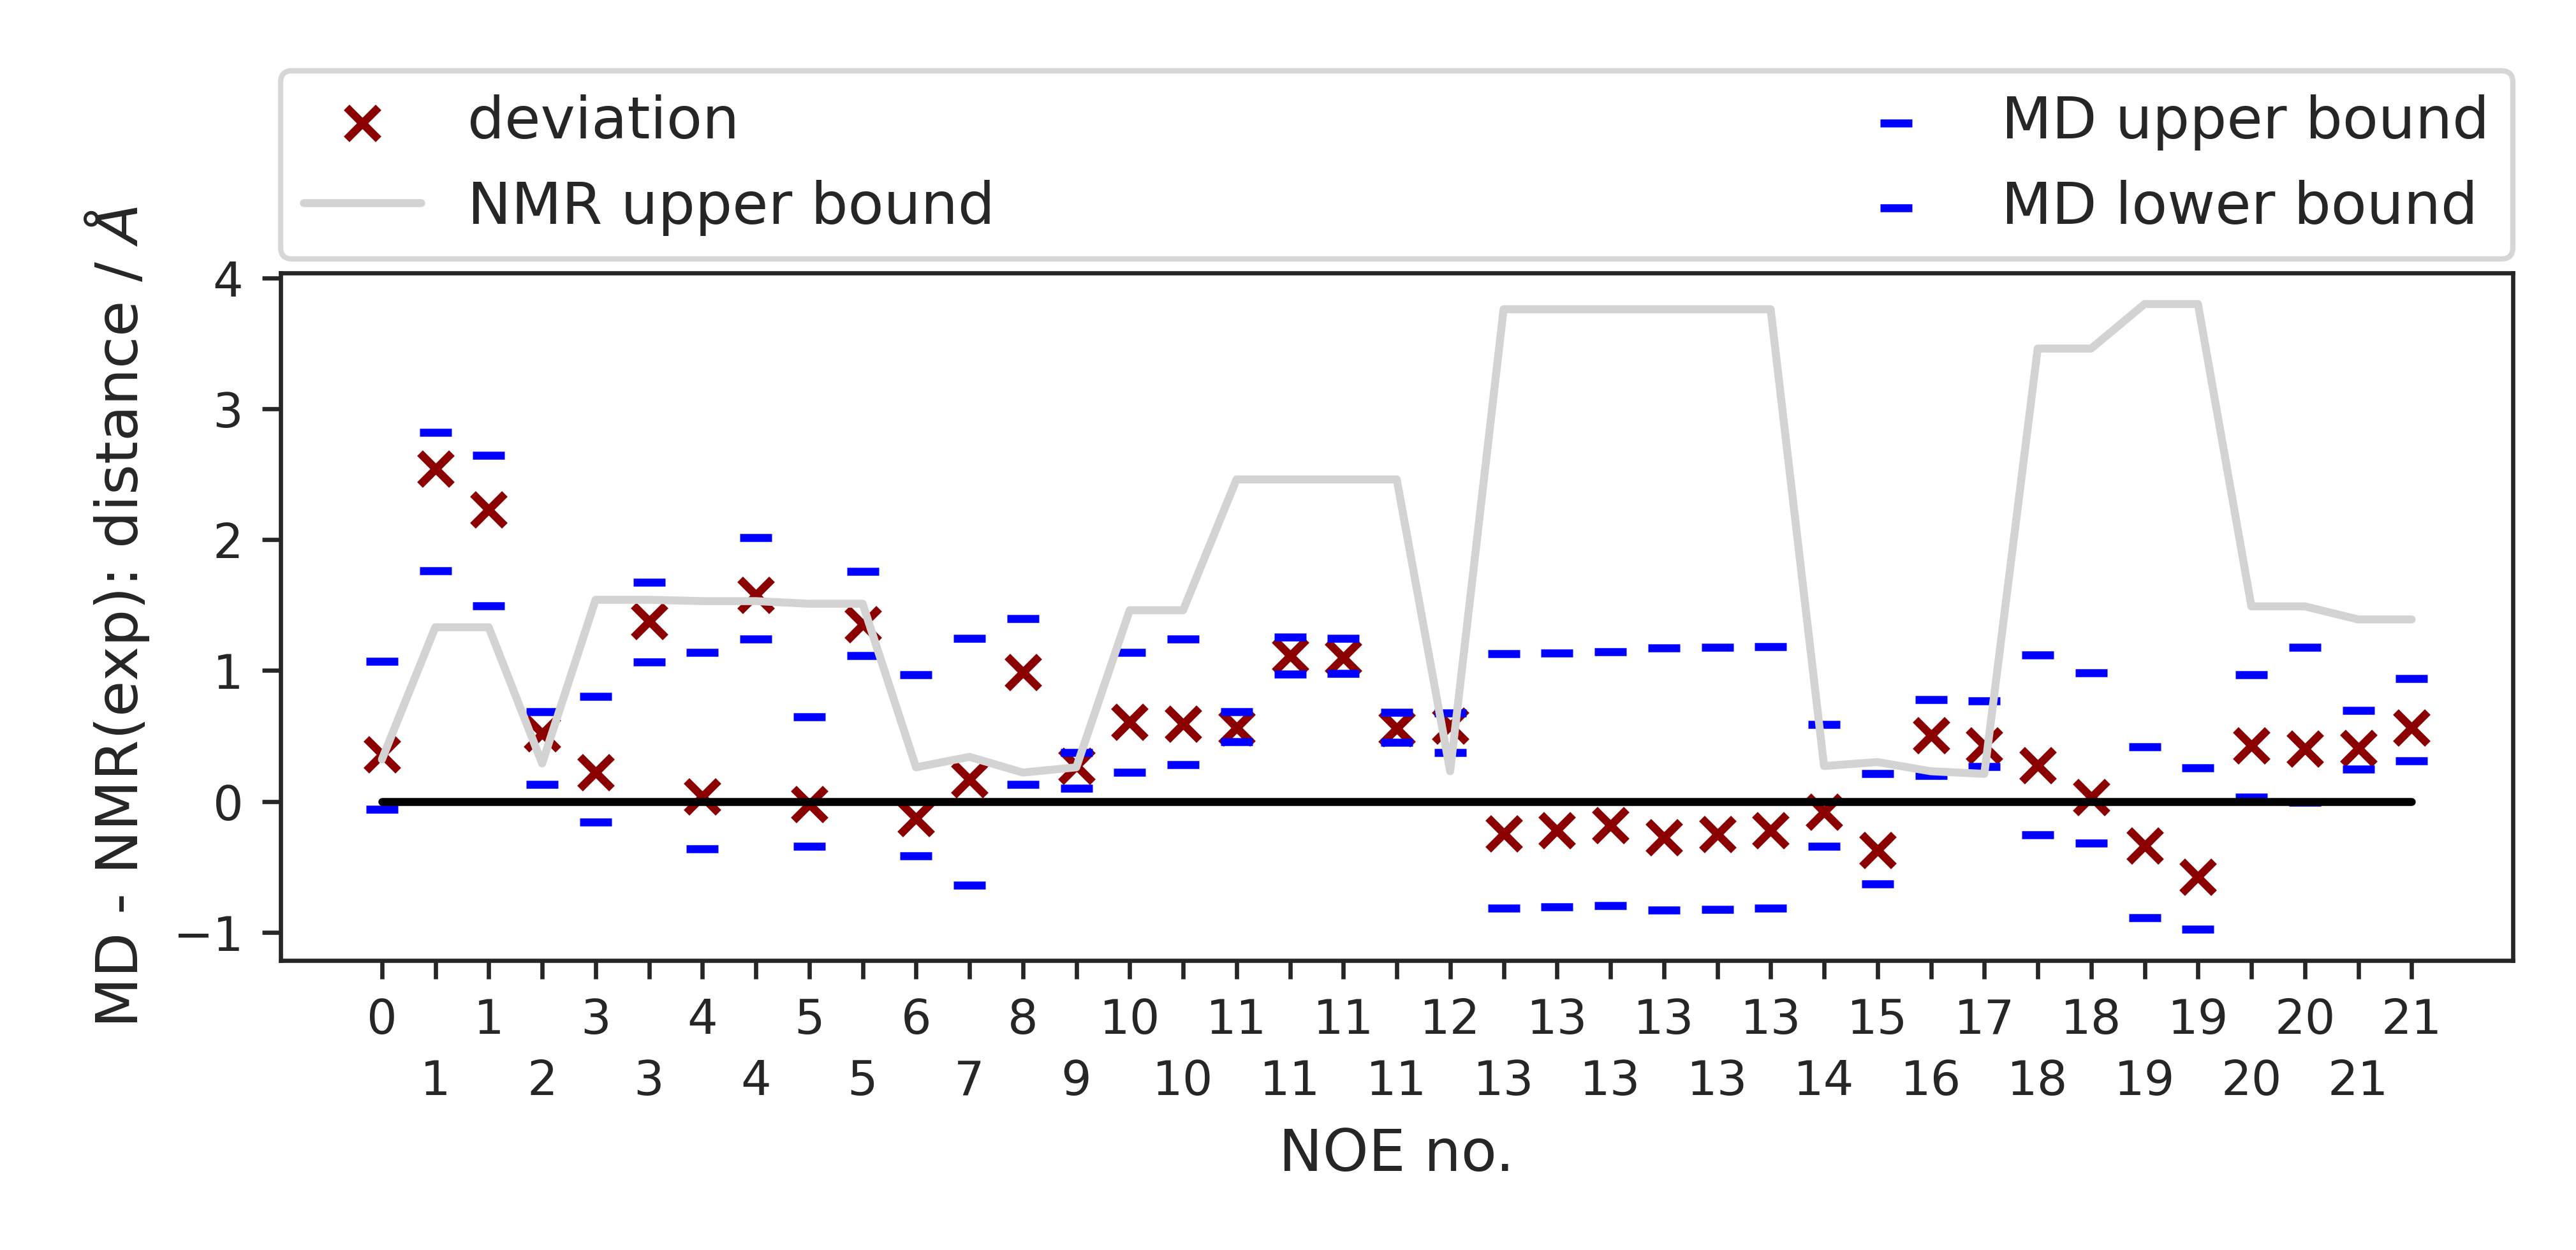 deviation
NMR upper bound
MD upper bound
MD lower bound
MD - NMR(exp): distance / Å
4
3
2
1
0
−1
0 1 3 4 5 6 8 10 11 11 12 13 13 13 15 17 18 19 20 21
1 2 3 4 5 7 9 10 11 11 13 13 13 14 16 18 19 20 21
NOE no.